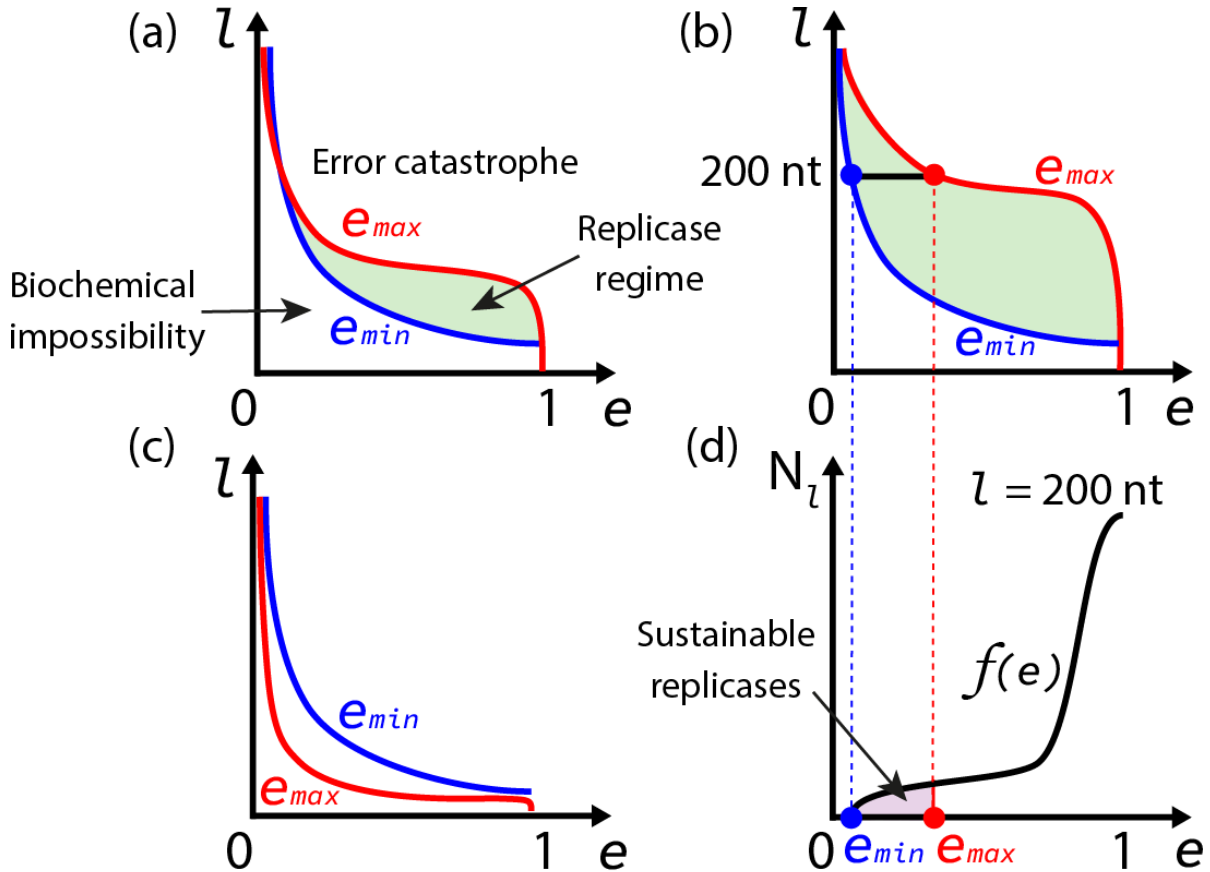 (a)
l
Error catastrophe
e max
Replicase
regime
Biochemical
impossibility
e min
0
1
e
(b)
l
200 nt
e max
e min
0
1
e
(c)
l
e min
e max
0
1
e
(d)
N l
l = 200 nt
Sustainable
replicases
f(e)
0
e min
e max
1
e